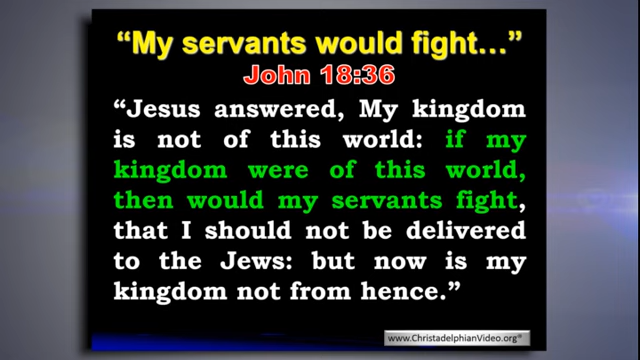 “My servants would fight...”
John 18:36
“Jesus answered, My kingdom
is not of this world: if my
kingdom were of this world,
then would my servants fight,
that I should not be delivered
to the Jews: but now is my
kingdom not from hence.”
www.ChristadelphianVideo.org®